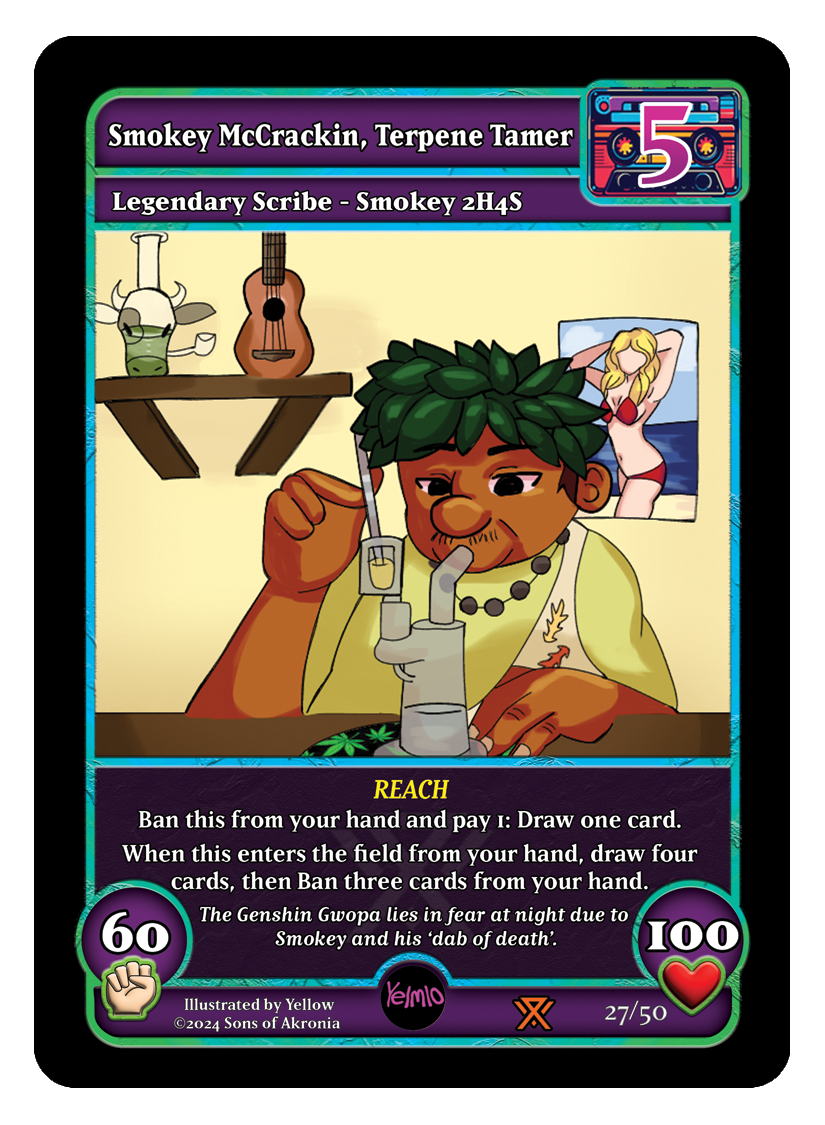 Smokey McCrackin, Terpene Tamer
5
Legendary Scribe - Smokey 2H4S
REACH
Ban this from your hand and pay 1: Draw one card.
When this enters the field from your hand, draw four
cards, then Ban three cards from your hand.
The Genshin Gwopa lies in fear at night due to
Smokey and his ‘dab of death’.
60
100
Illustrated by Yellow
©2024 Sons of Akronia
Yelmlo
27/50